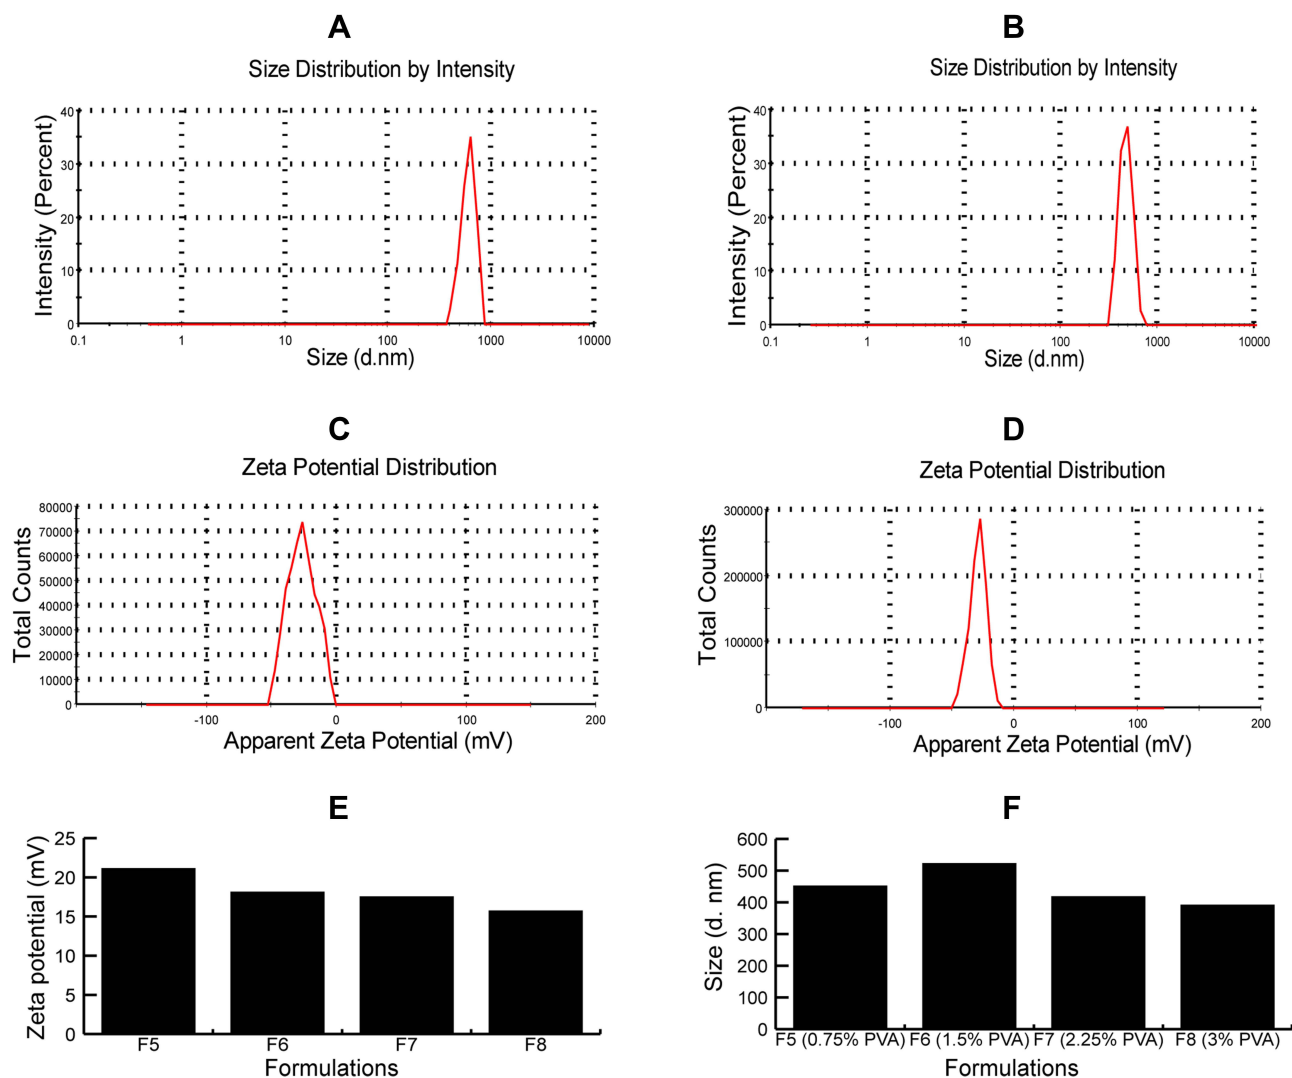 A
Size Distribution by Intensity
Intensity (Percent)
40
30
20
10
0
0.1 1 10 100 1000 10000
Size (d.nm)
B
Size Distribution by Intensity
Intensity (Percent)
40
30
20
10
0
0.1 1 10 100 1000 10000
Size (d.nm)
C
Zeta Potential Distribution
Total Counts
80000
70000
60000
50000
40000
30000
20000
10000
0
-100 0 100 200
Apparent Zeta Potential (mV)
D
Zeta Potential Distribution
Total Counts
300000
200000
100000
0
-100 0 100 200
Apparent Zeta Potential (mV)
E
Zeta potential (mV)
25
20
15
10
5
0
F5 F6 F7 F8
Formulations
F
Size (d. nm)
600
500
400
300
200
100
0
F5 (0.75% PVA) F6 (1.5% PVA) F7 (2.25% PVA) F8 (3% PVA)
Formulations